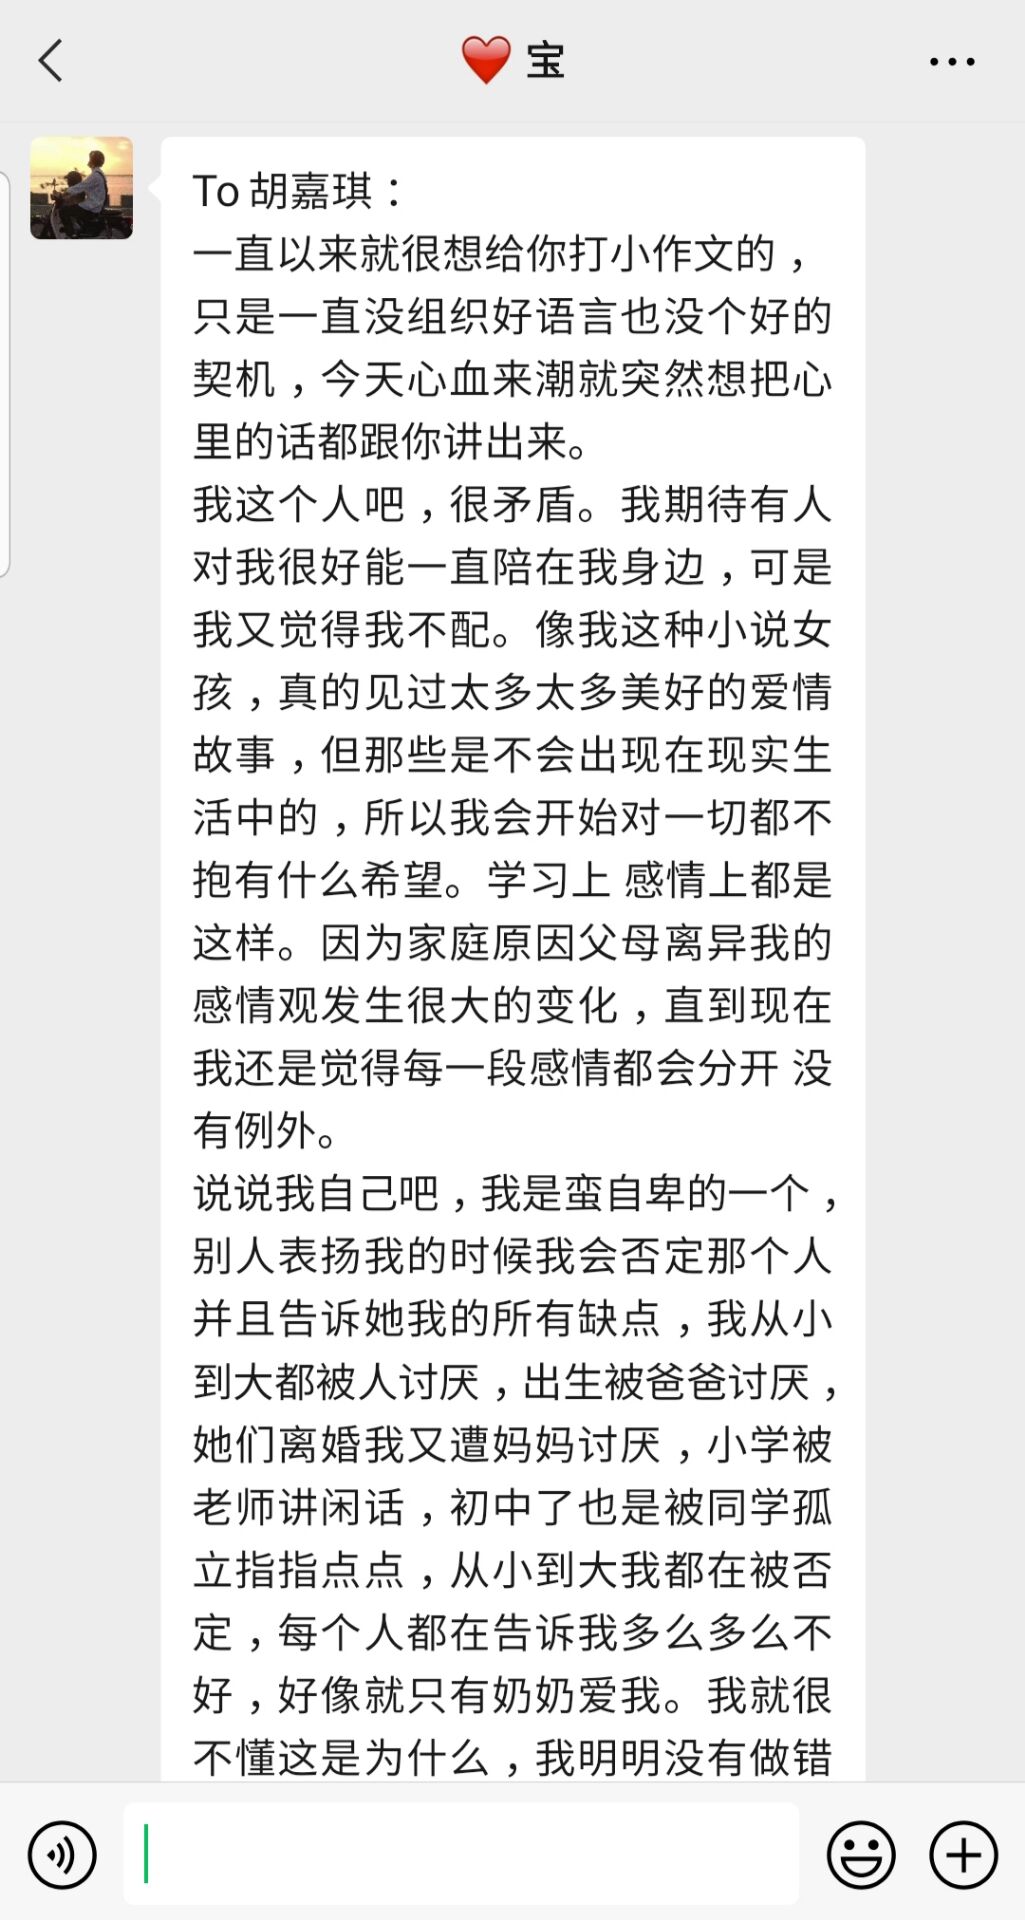 宝
To 胡嘉琪：
一直以来就很想给你打小作文的，
只是一直没组织好语言也没个好的
契机，今天心血来潮就突然想把心
里的话都跟你讲出来。
我这个人吧，很矛盾。我期待有人
对我很好能一直陪在我身边，可是
我又觉得我不配。像我这种小说女
孩，真的见过太多太多美好的爱情
故事，但那些是不会出现在现实生
活中的，所以我会开始对一切都不
抱有什么希望。学习上 感情上都是
这样。因为家庭原因父母离异我的
感情观发生很大的变化，直到现在
我还是觉得每一段感情都会分开 没
有例外。
说说我自己吧，我是蛮自卑的一个，
别人表扬我的时候我会否定那个人
并且告诉她我的所有缺点，我从小
到大都被人讨厌，出生被爸爸讨厌，
她们离婚我又遭妈妈讨厌，小学被
老师讲闲话，初中了也是被同学孤
立指指点点，从小到大我都在被否
定，每个人都在告诉我多么多么不
好，好像就只有奶奶爱我。我就很
不懂这是为什么，我明明没有做错